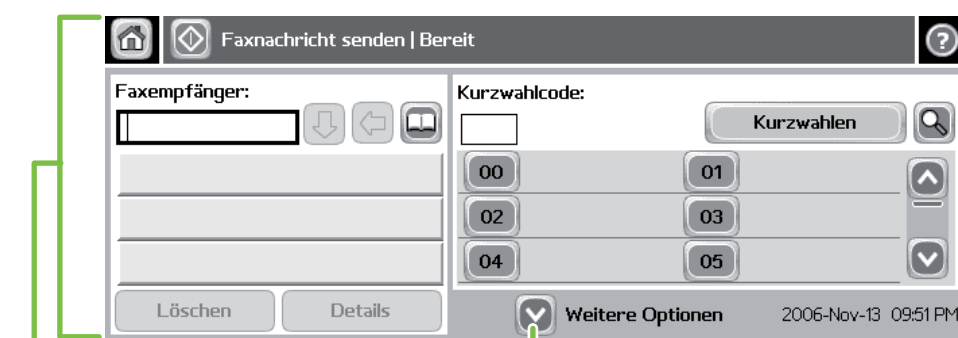 Faxnachricht senden | Bereit
?
Faxempfänger:
Kurzwahlcode:
Kurzwahlen
00
01
02
03
04
05
Löschen
Details
Weitere Optionen
2006-Nov-13 09:51 PM